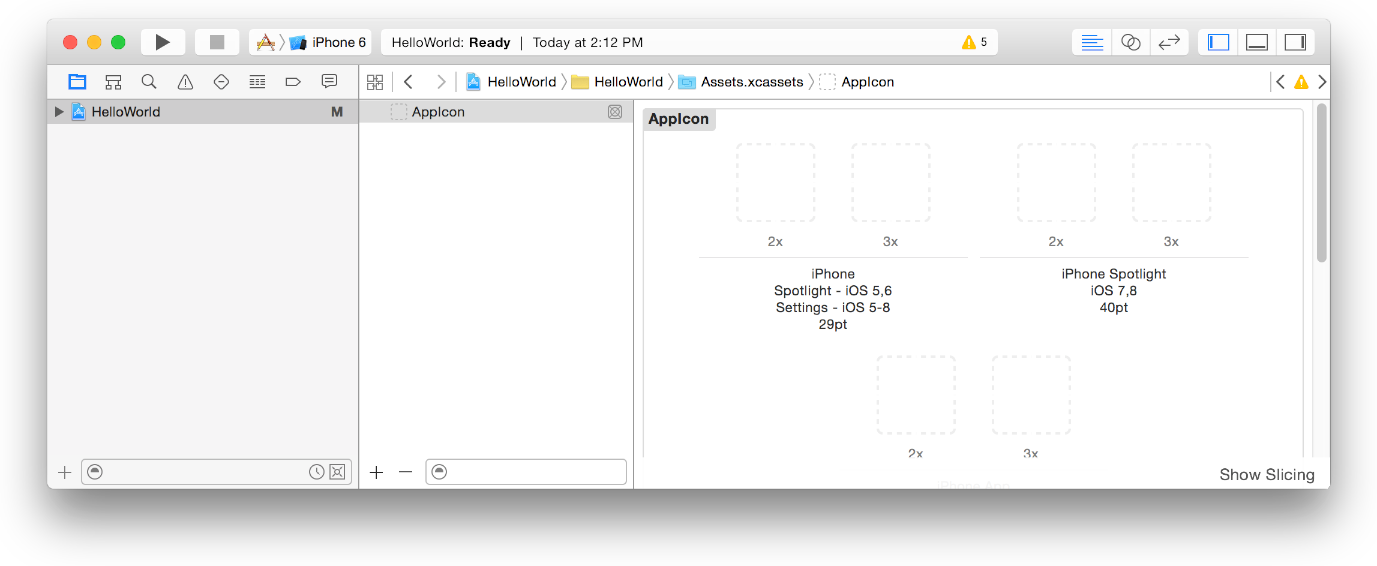 iPhone 6
HelloWorld: Ready | Today at 2:12 PM
5
HelloWorld
HelloWorld
Assets.xcassets
AppIcon
HelloWorld
M
AppIcon
AppIcon
2x
3x
2x
3x
iPhone
Spotlight - iOS 5,6
Settings - iOS 5-8
29pt
iPhone Spotlight
iOS 7,8
40pt
2x
3x
iPhone App
Show Slicing